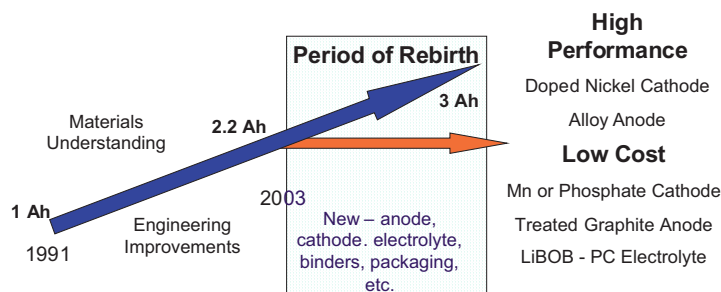 High
Performance
Period of Rebirth
Doped Nickel Cathode
3 Ah
Materials
Understanding
2.2 Ah
Alloy Anode
Low Cost
Mn or Phosphate Cathode
1 Ah
2003
Engineering
Improvements
New – anode,
cathode. electrolyte,
binders, packaging,
etc.
Treated Graphite Anode
1991
LiBOB - PC Electrolyte